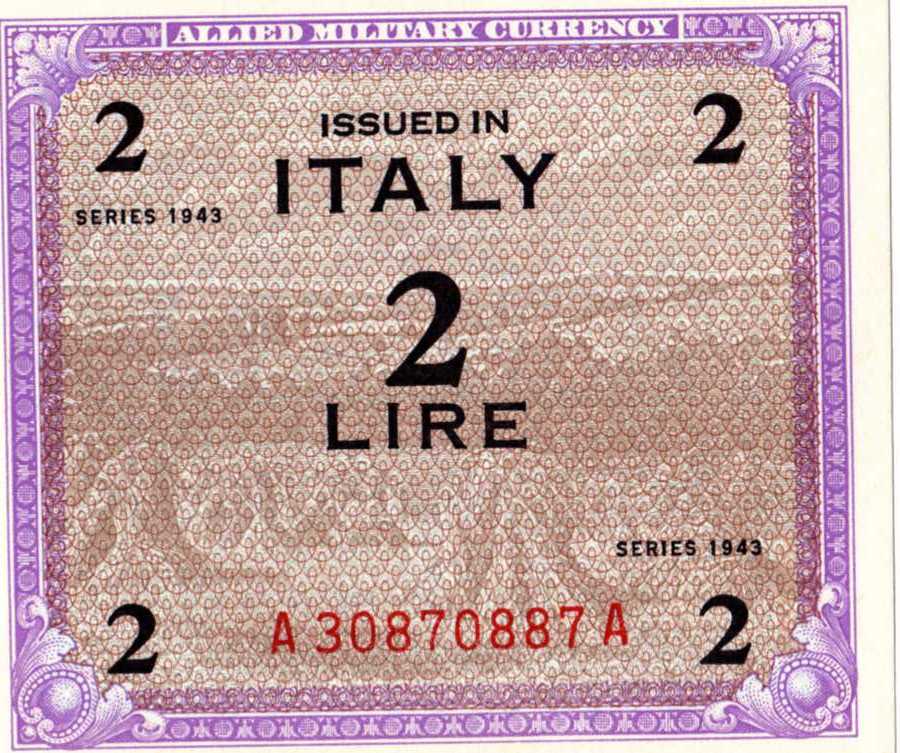 ALLIED MILITARY CURRENCY
2 2
ISSUED IN
ITALY
SERIES 1943
2
LIRE
SERIES 1943
2 A30870887A 2